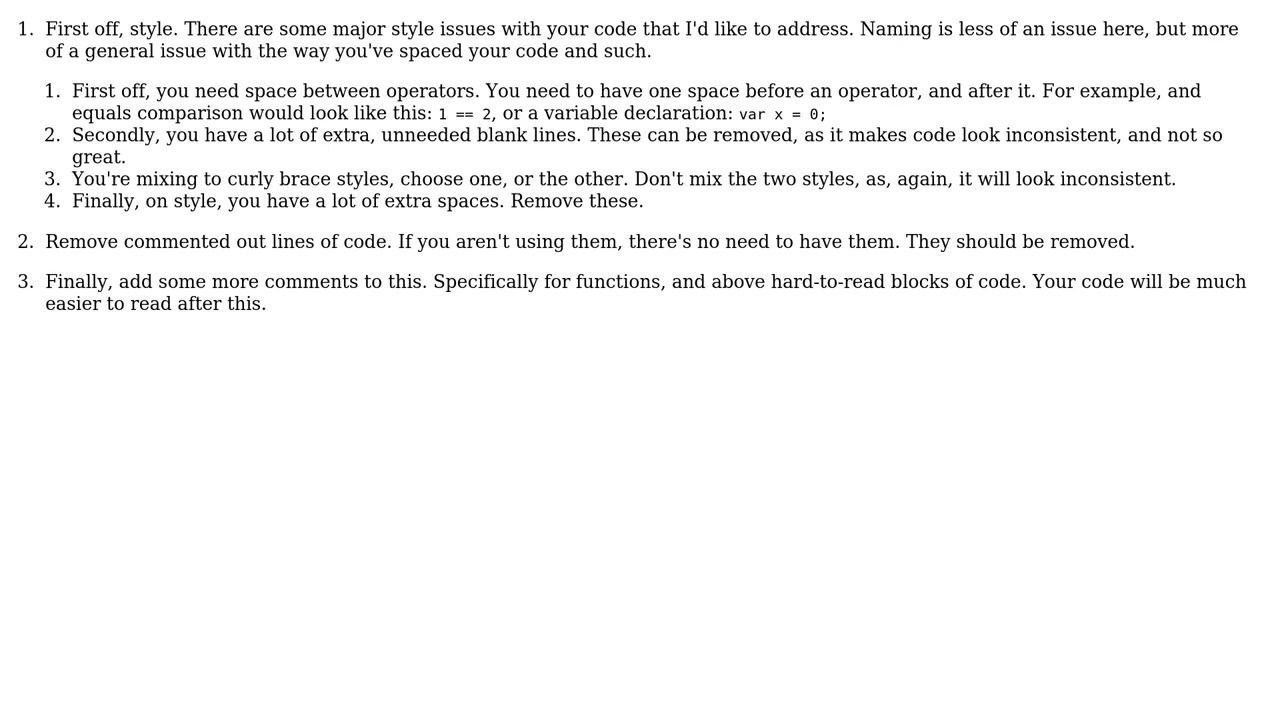 1. First off, style. There are some major style issues with your code that I'd like to address. Naming is less of an issue here, but more
of a general issue with the way you've spaced your code and such.
1. First off, you need space between operators. You need to have one space before an operator, and after it. For example, and
equals comparison would look like this: 1 == 2, or a variable declaration: var x = 0;
2. Secondly, you have a lot of extra, unneeded blank lines. These can be removed, as it makes code look inconsistent, and not so
great.
3. You're mixing to curly brace styles, choose one, or the other. Don't mix the two styles, as, again, it will look inconsistent.
4. Finally, on style, you have a lot of extra spaces. Remove these.
2. Remove commented out lines of code. If you aren't using them, there's no need to have them. They should be removed.
3. Finally, add some more comments to this. Specifically for functions, and above hard-to-read blocks of code. Your code will be much
easier to read after this.